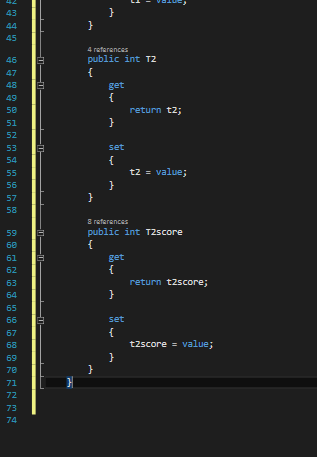 42 t1 = value;
43 }
44 }
45
4 references
46 public int T2
47 {
48 get
49 {
50 return t2;
51 }
52
53 set
54 {
55 t2 = value;
56 }
57 }
58
8 references
59 public int T2score
60 {
61 get
62 {
63 return t2score;
64 }
65
66 set
67 {
68 t2score = value;
69 }
70 }
71 }
72
73
74